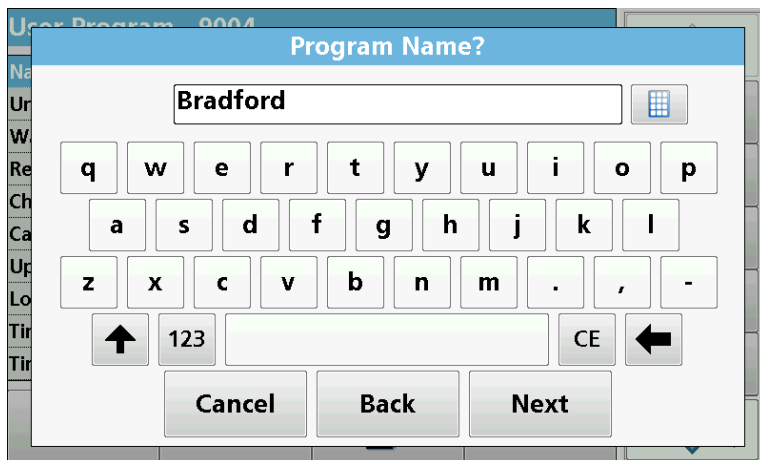 User Program 9004
Program Name?
Na
Bradford
Ur
W
Re
q w e r t y u i o p
Ch
Ca
a s d f g h j k l
Up
z x c v b n m . , -
Lo
Tir
123 CE
Tir
Cancel Back Next